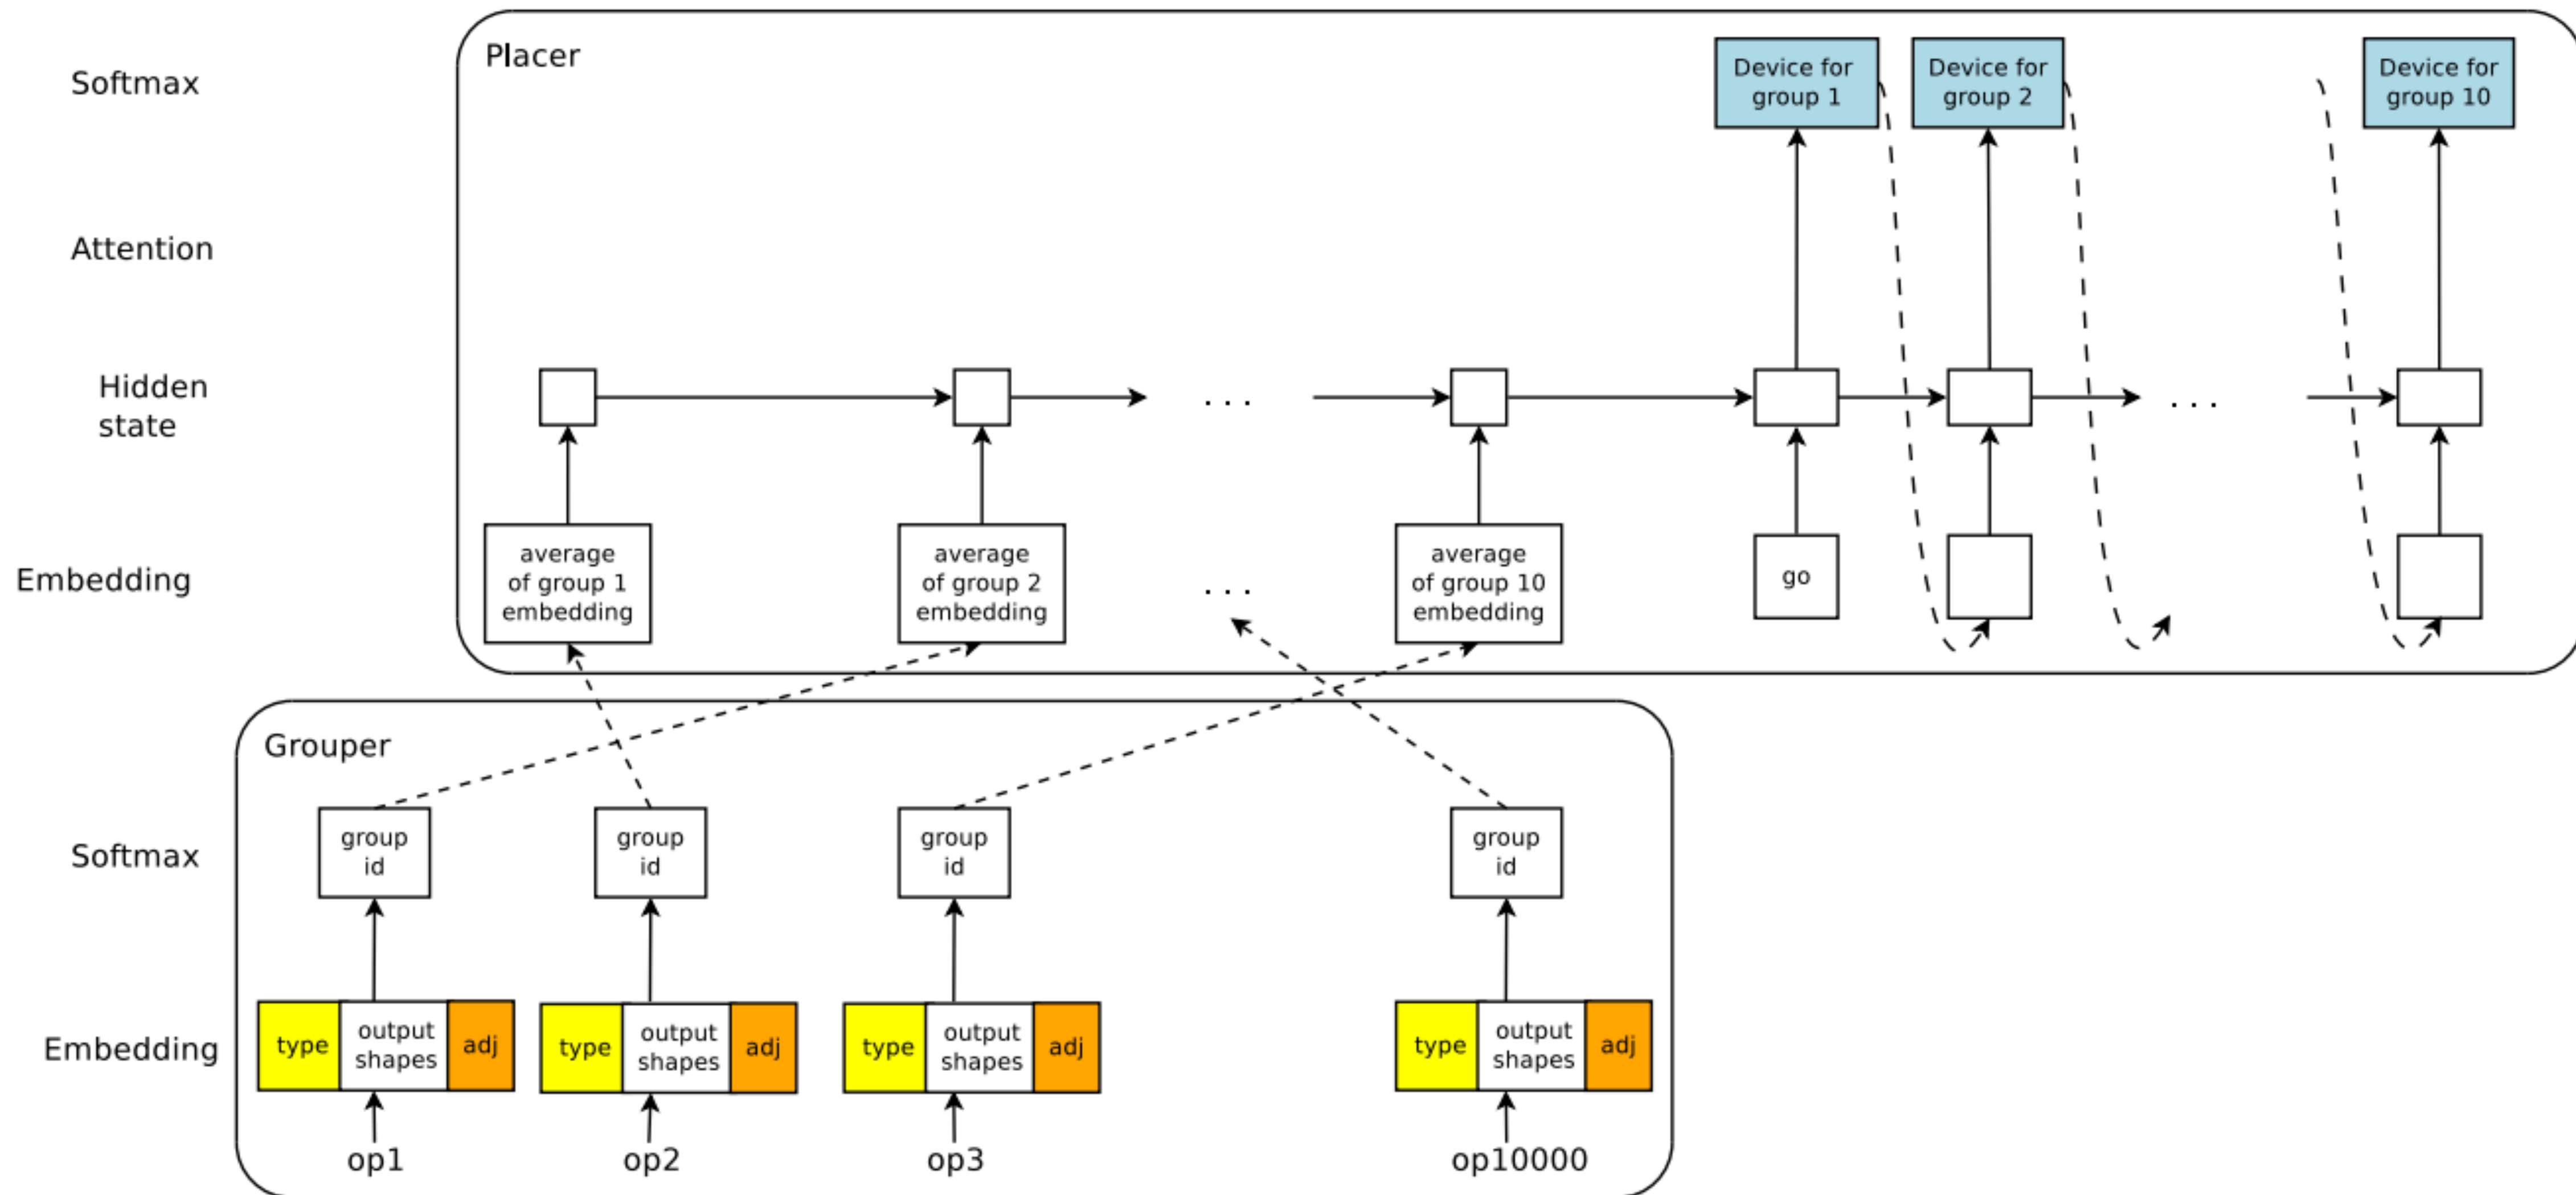 Placer
Softmax
Device for
group 1
Device for
group 2
Device for
group 10
Attention
Hidden
state
. . .
. . .
Embedding
average
of group 1
embedding
average
of group 2
embedding
. . .
average
of group 10
embedding
go
Grouper
Softmax
group
id
group
id
group
id
group
id
Embedding
type
output
shapes
adj
type
output
shapes
adj
type
output
shapes
adj
type
output
shapes
adj
op1
op2
op3
op10000